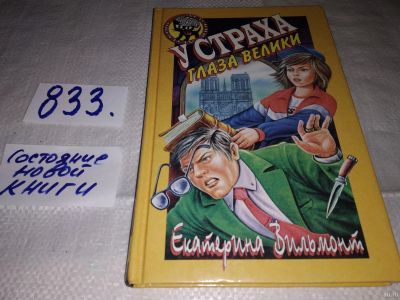 833.
Состояние
новой
книги
У СТРАХА
ГЛАЗА ВЕЛИКИ
Екатерина Вильмонт